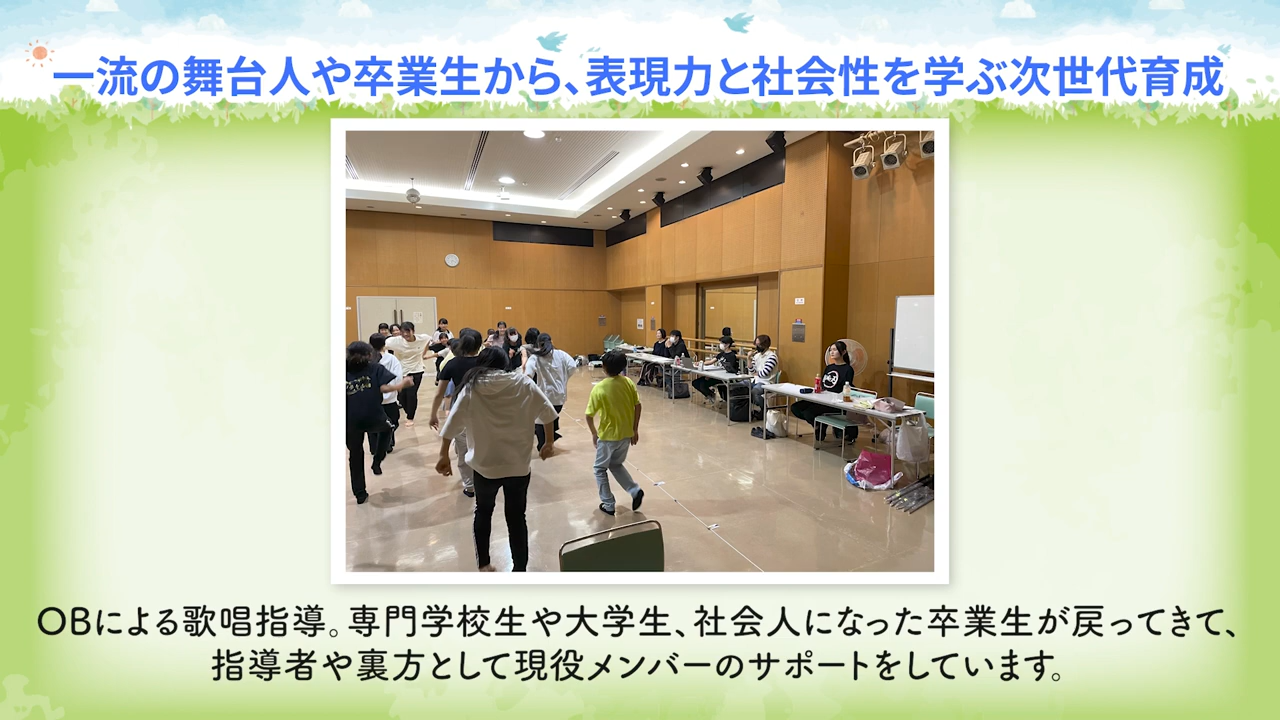 一流の舞台人や卒業生から、表現力と社会性を学ぶ次世代育成
OBによる歌唱指導。専門学校生や大学生、社会人になった卒業生が戻ってきて、
指導者や裏方として現役メンバーのサポートをしています。